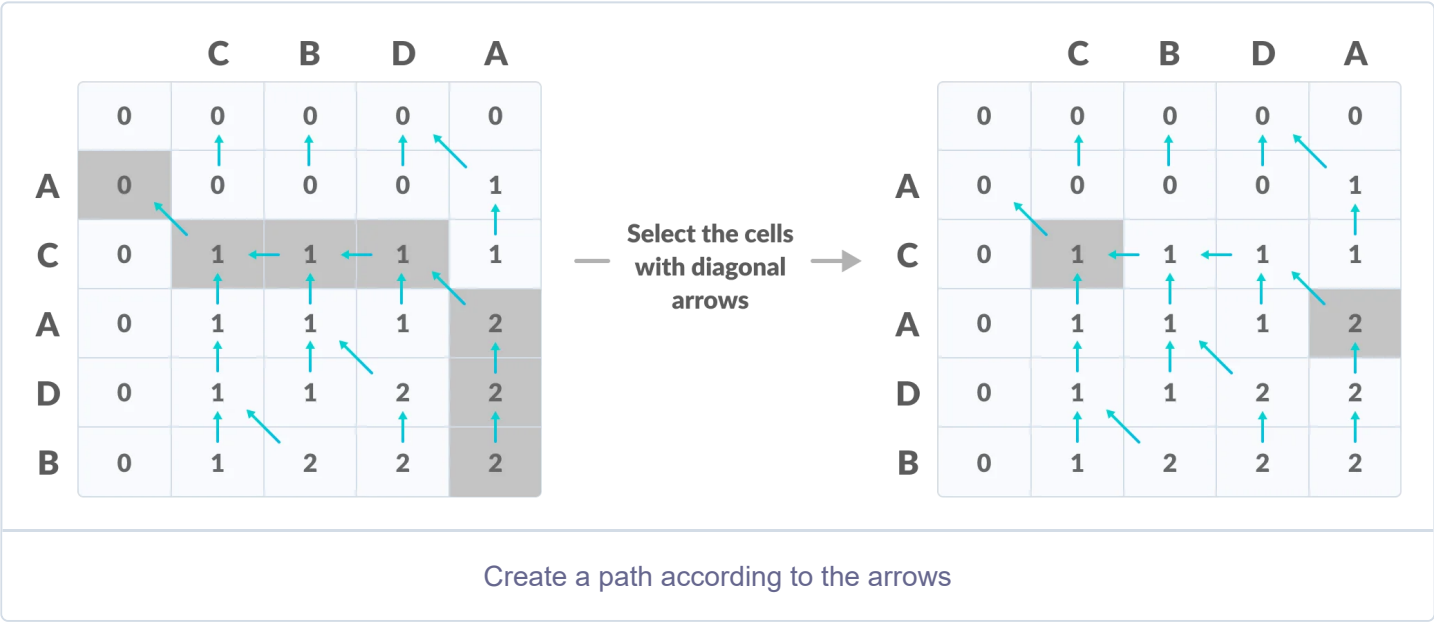 C B D A
0 0 0 0 0
A 0 0 0 0 1
C 0 1 1 1 1
A 0 1 1 1 2
D 0 1 1 2 2
B 0 1 2 2 2
Select the cells
with diagonal
arrows
C B D A
0 0 0 0 0
A 0 0 0 0 1
C 0 1 1 1 1
A 0 1 1 1 2
D 0 1 1 2 2
B 0 1 2 2 2
Create a path according to the arrows